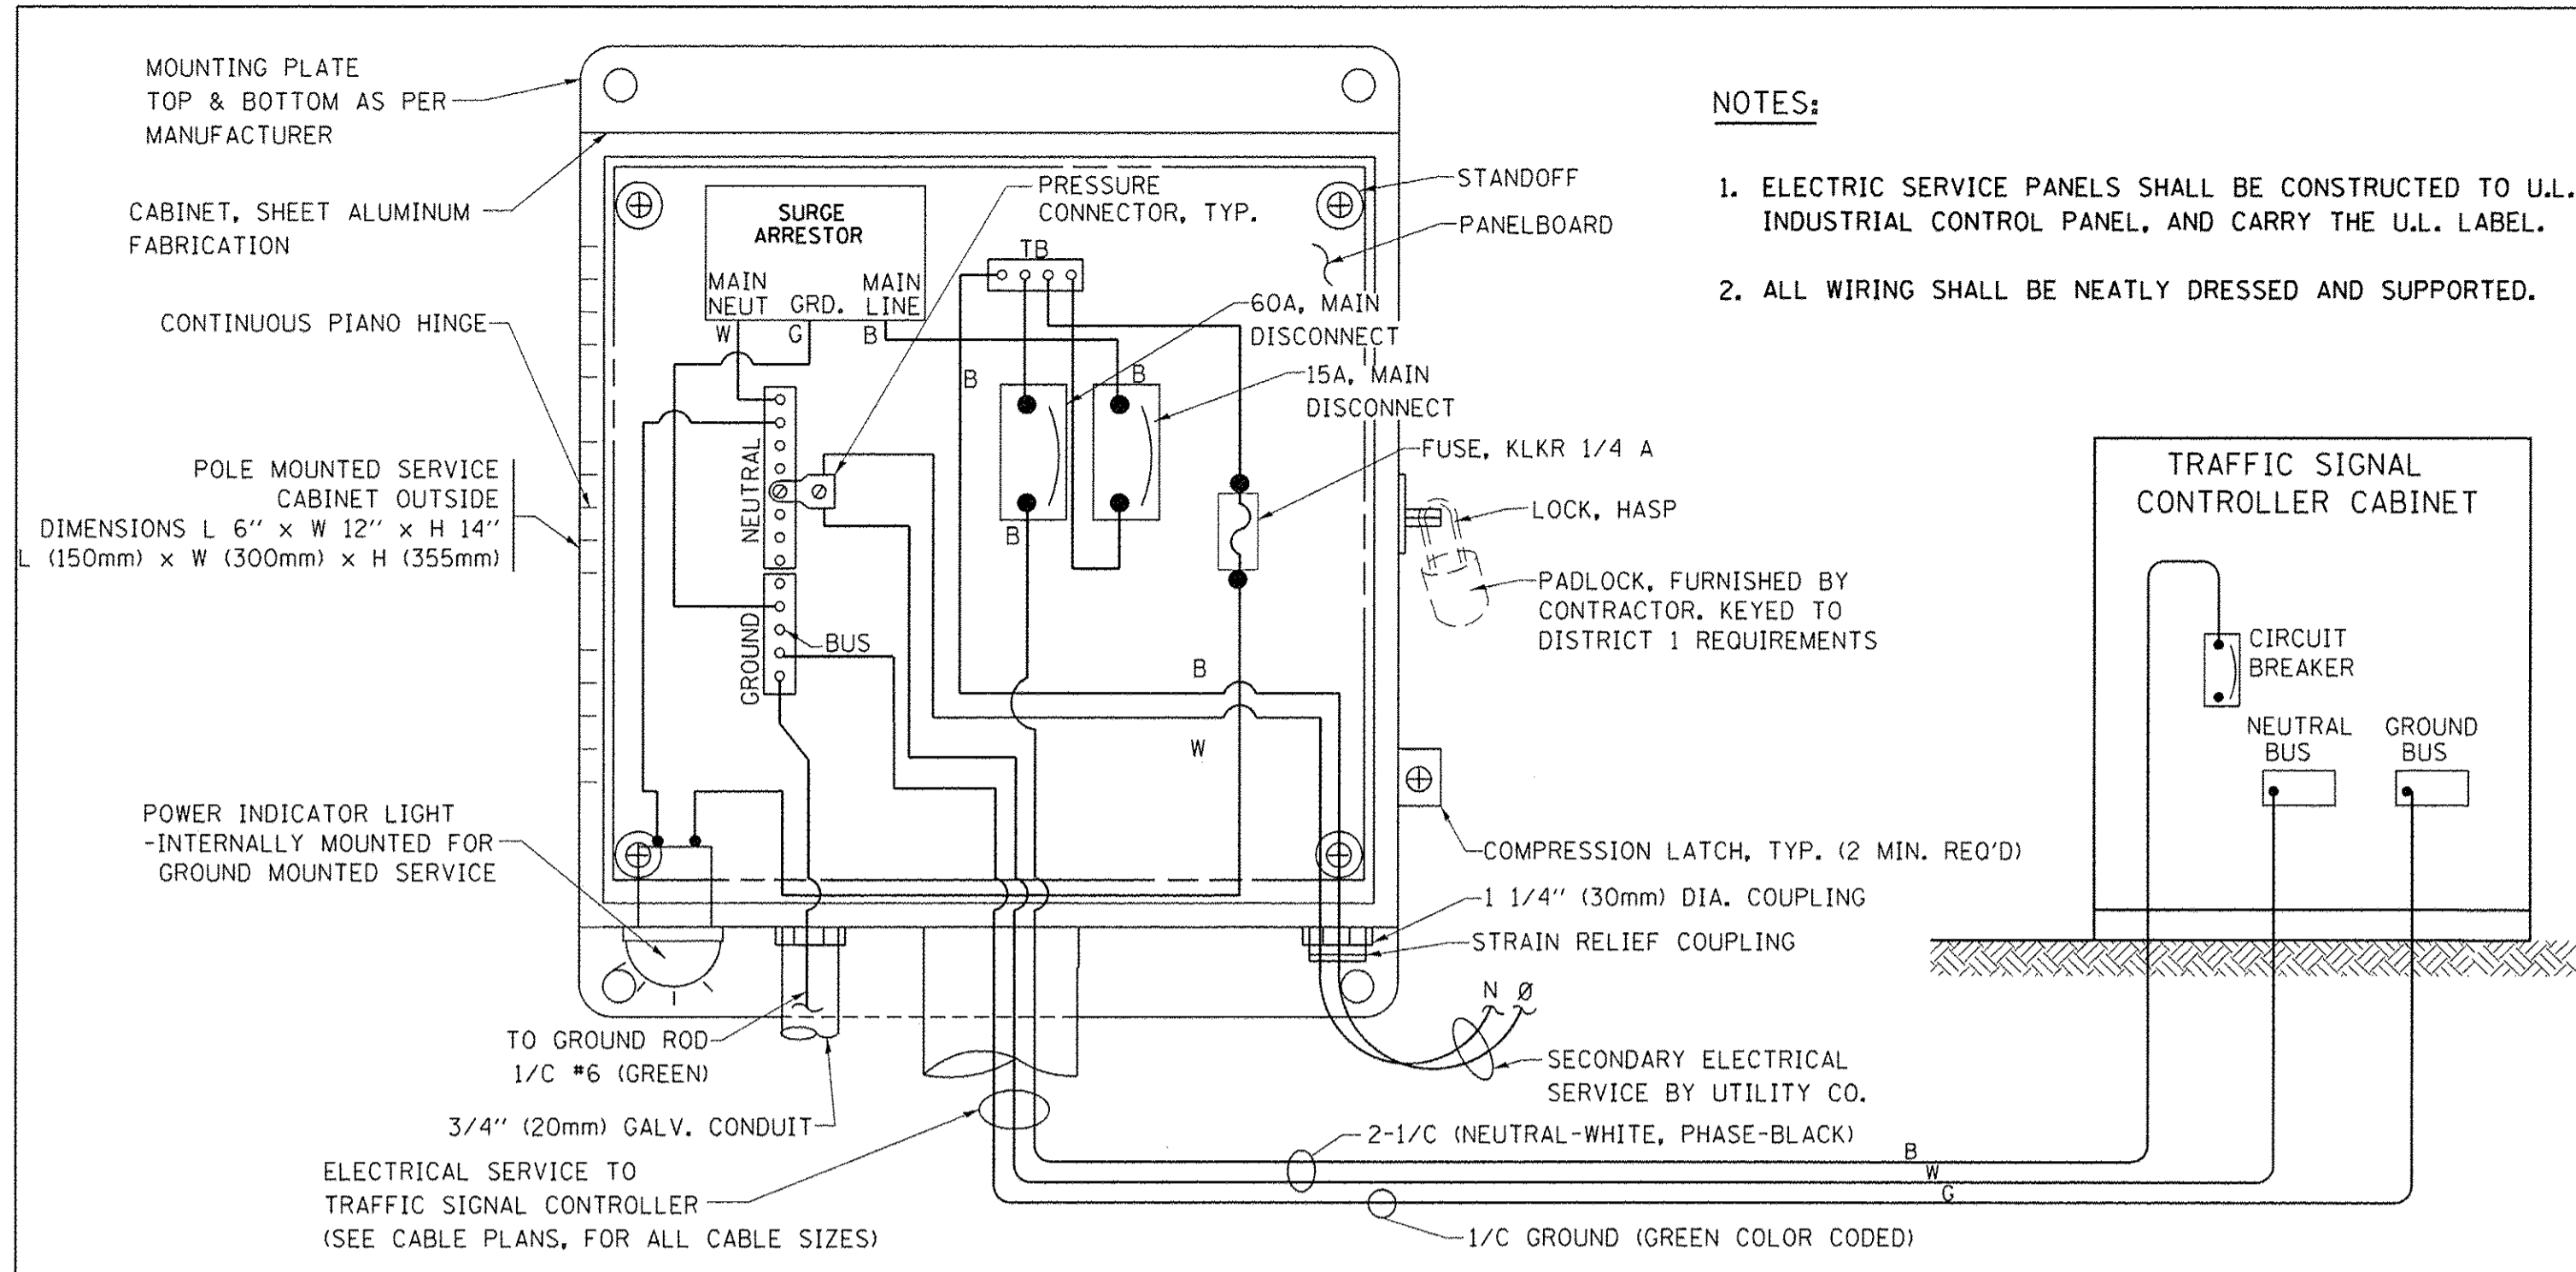 MOUNTING PLATE
TOP & BOTTOM AS PER
MANUFACTURER
CABINET, SHEET ALUMINUM
FABRICATION
CONTINUOUS PIANO HINGE
POLE MOUNTED SERVICE
CABINET OUTSIDE
DIMENSIONS L 6'' x W 12'' x H 14''
L (150mm) x W (300mm) x H (355mm)
POWER INDICATOR LIGHT
-INTERNALLY MOUNTED FOR
GROUND MOUNTED SERVICE
SURGE
ARRESTOR
MAIN
NEUT
GRD.
MAIN
LINE
W
G
B
PRESSURE
CONNECTOR, TYP.
TB
STANDOFF
PANELBOARD
60A, MAIN
DISCONNECT
15A, MAIN
DISCONNECT
B
B
B
NEUTRAL
GROUND
BUS
FUSE, KLKR 1/4 A
LOCK, HASP
PADLOCK, FURNISHED BY
CONTRACTOR. KEYED TO
DISTRICT 1 REQUIREMENTS
B
W
COMPRESSION LATCH, TYP. (2 MIN. REQ'D)
1 1/4'' (30mm) DIA. COUPLING
STRAIN RELIEF COUPLING
N Ø
SECONDARY ELECTRICAL
SERVICE BY UTILITY CO.
TO GROUND ROD
1/C #6 (GREEN)
3/4'' (20mm) GALV. CONDUIT
ELECTRICAL SERVICE TO
TRAFFIC SIGNAL CONTROLLER
(SEE CABLE PLANS, FOR ALL CABLE SIZES)
2-1/C (NEUTRAL-WHITE, PHASE-BLACK)
B
W
G
1/C GROUND (GREEN COLOR CODED)
NOTES:
1. ELECTRIC SERVICE PANELS SHALL BE CONSTRUCTED TO U.L.
INDUSTRIAL CONTROL PANEL, AND CARRY THE U.L. LABEL.
2. ALL WIRING SHALL BE NEATLY DRESSED AND SUPPORTED.
TRAFFIC SIGNAL
CONTROLLER CABINET
CIRCUIT
BREAKER
NEUTRAL
BUS
GROUND
BUS